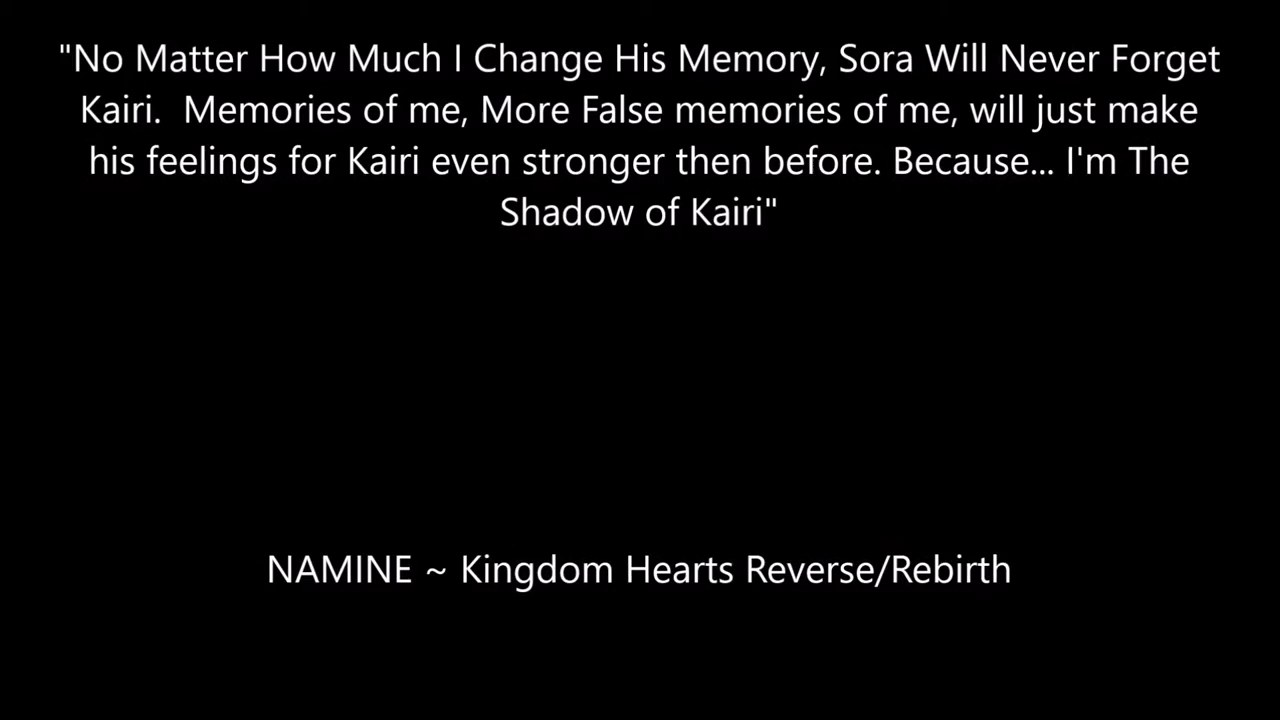 "No Matter How Much I Change His Memory, Sora Will Never Forget
Kairi.  Memories of me, More False memories of me, will just make
his feelings for Kairi even stronger then before. Because... I'm The
Shadow of Kairi"
NAMINE ~ Kingdom Hearts Reverse/Rebirth